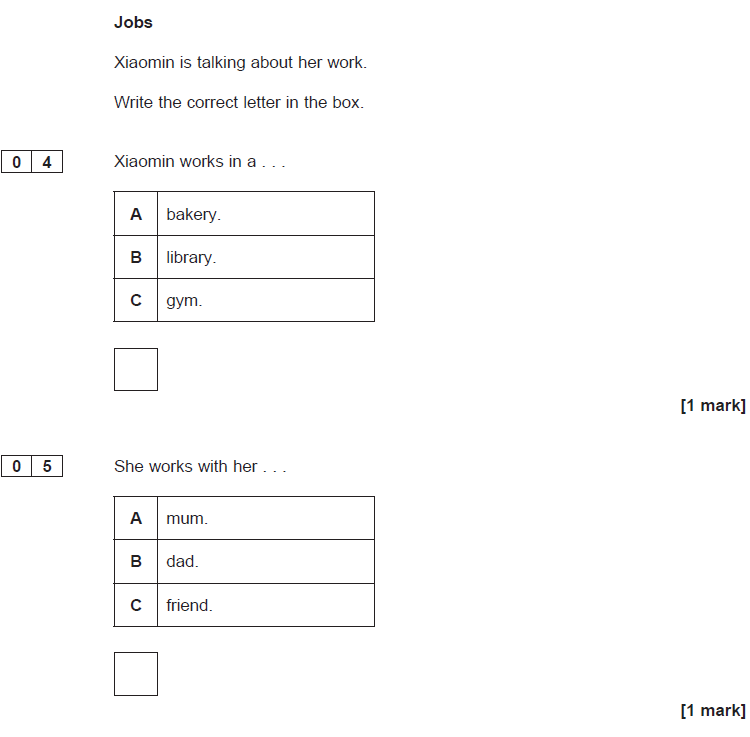 Jobs
Xiaomin is talking about her work.
Write the correct letter in the box.
0 4 Xiaomin works in a . . .
A bakery.
B library.
C gym.
[1 mark]
0 5 She works with her . . .
A mum.
B dad.
C friend.
[1 mark]